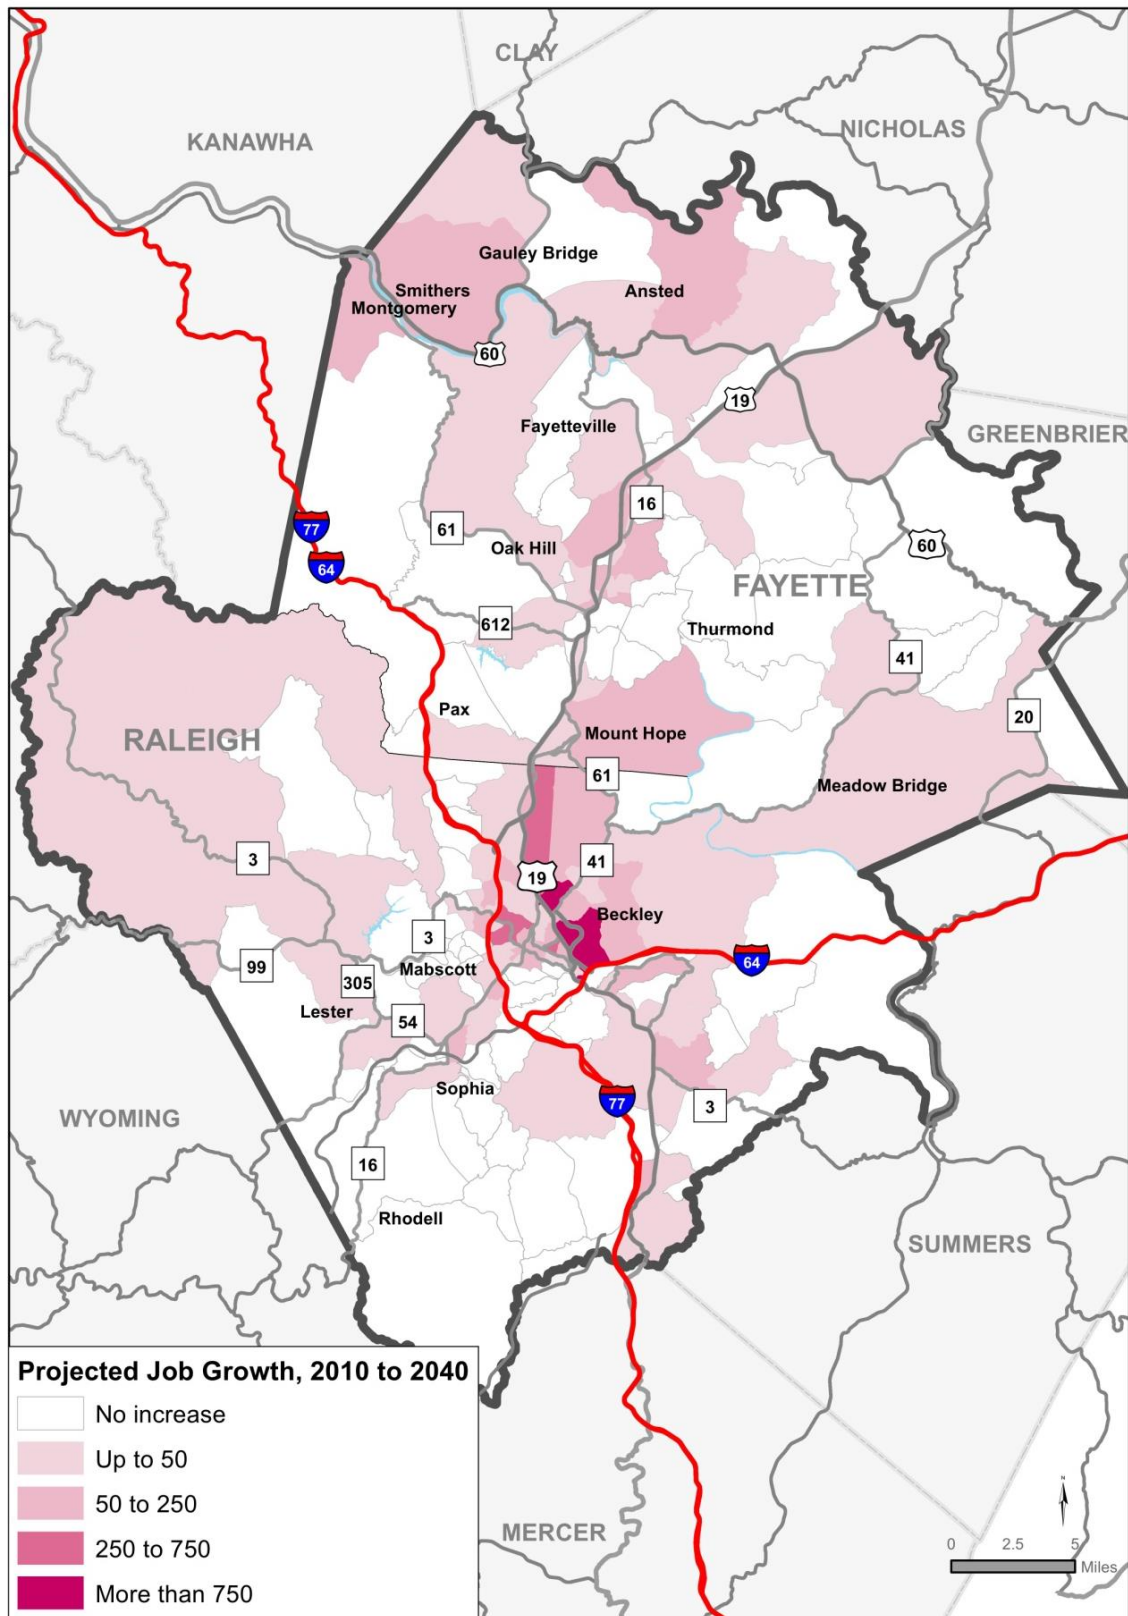 CLAY
NICHOLAS
KANAWHA
Gauley Bridge
Smithers
Ansted
Montgomery
60
19
Fayetteville
GREENBRIER
16
77
61
60
Oak Hill
64
FAYETTE
612
Thurmond
41
Pax
20
RALEIGH
Mount Hope
61
Meadow Bridge
3
41
19
Beckley
3
64
99
Mabscott
305
Lester
54
Sophia
77
3
WYOMING
16
Rhodell
SUMMERS
Projected Job Growth, 2010 to 2040
No increase
Up to 50
50 to 250
250 to 750
More than 750
MERCER
N
0 2.5 5
Miles